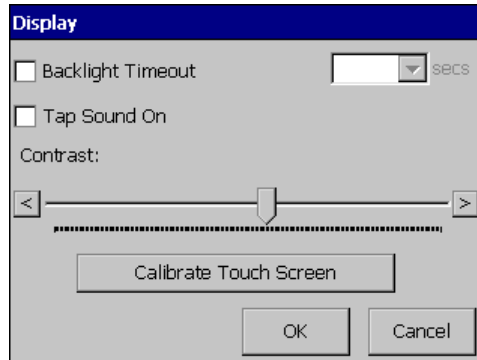 Display
Backlight Timeout secs
Tap Sound On
Contrast:
< >
Calibrate Touch Screen
OK Cancel